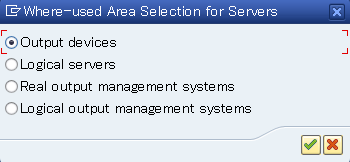 Where-used Area Selection for Servers
Output devices
Logical servers
Real output management systems
Logical output management systems